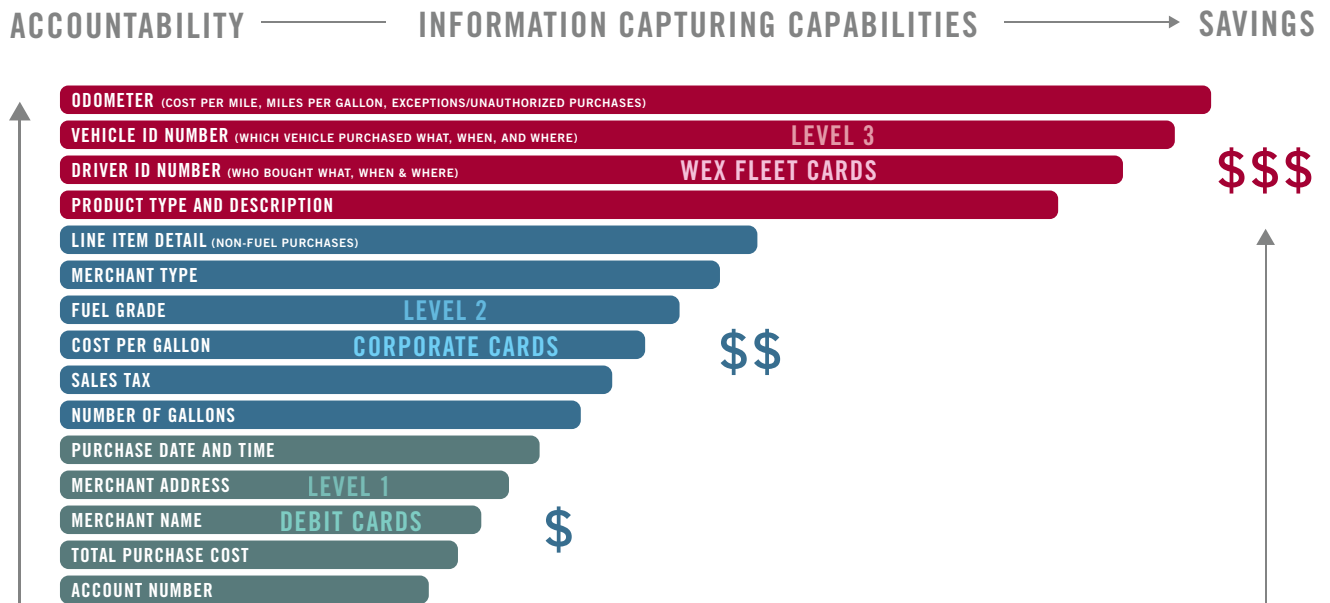 ACCOUNTABILITY INFORMATION CAPTURING CAPABILITIES SAVINGS
ODOMETER (COST PER MILE, MILES PER GALLON, EXCEPTIONS/UNAUTHORIZED PURCHASES)
VEHICLE ID NUMBER (WHICH VEHICLE PURCHASED WHAT, WHEN, AND WHERE) LEVEL 3
DRIVER ID NUMBER (WHO BOUGHT WHAT, WHEN & WHERE) WEX FLEET CARDS $$$
PRODUCT TYPE AND DESCRIPTION
LINE ITEM DETAIL (NON-FUEL PURCHASES)
MERCHANT TYPE
FUEL GRADE LEVEL 2
COST PER GALLON CORPORATE CARDS $$
SALES TAX
NUMBER OF GALLONS
PURCHASE DATE AND TIME
MERCHANT ADDRESS LEVEL 1
MERCHANT NAME DEBIT CARDS $
TOTAL PURCHASE COST
ACCOUNT NUMBER